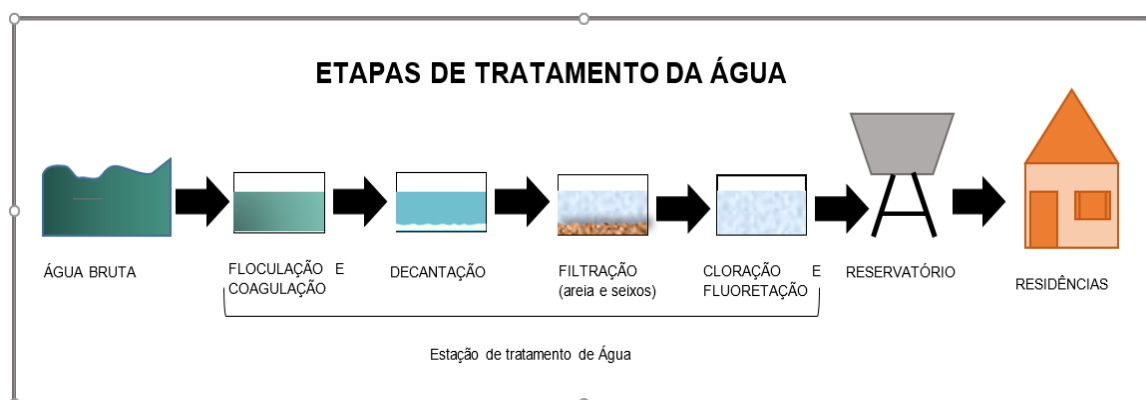 ETAPAS DE TRATAMENTO DA ÁGUA
ÁGUA BRUTA
FLOCULAÇÃO E
COAGULAÇÃO
DECANTAÇÃO
FILTRAÇÃO
(areia e seixos)
CLORAÇÃO E
FLUORETAÇÃO
RESERVATÓRIO
RESIDÊNCIAS
Estação de tratamento de Água